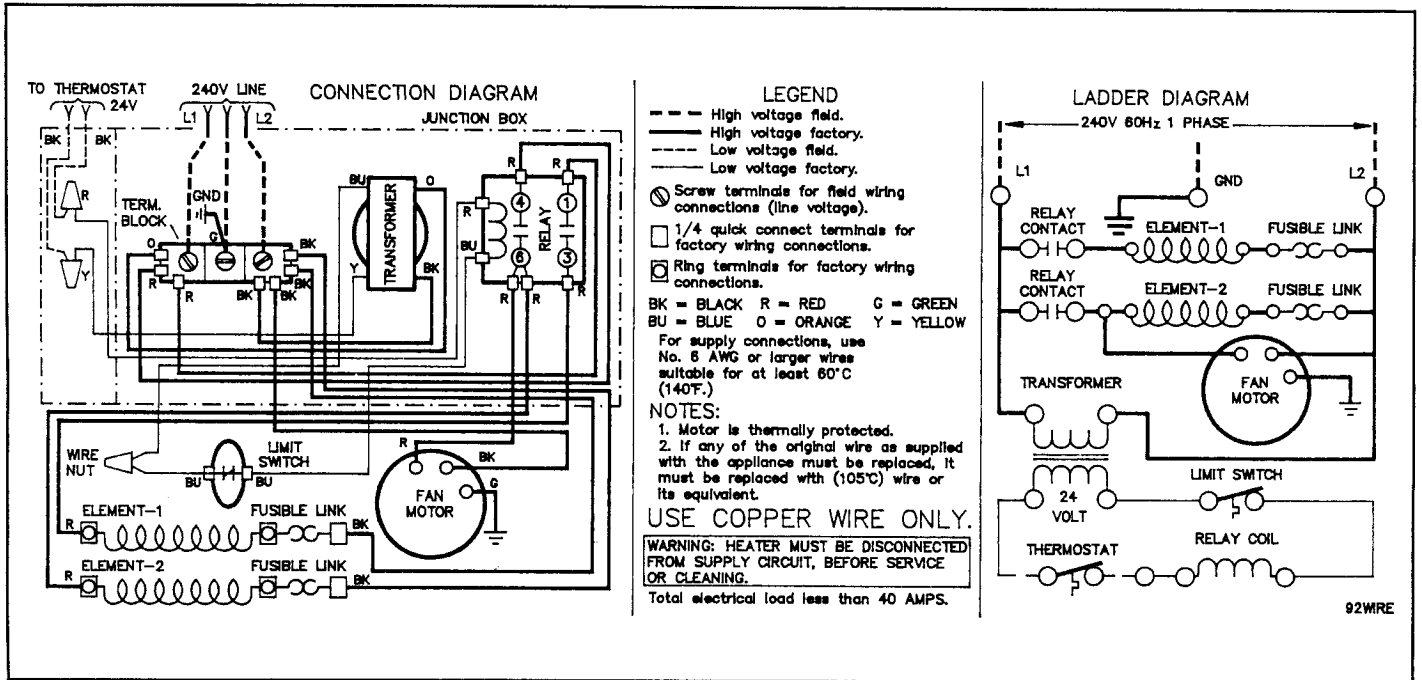 TO THERMOSTAT
24V
240V LINE
L1
L2
CONNECTION DIAGRAM
JUNCTION BOX
BK
BK
R
Y
GND
TERM.
BLOCK
G
O
R
R
BK
BK
BK
BK
BU
O
Y
BK
TRANSFORMER
R
R
R
BU
4
1
6
3
RELAY
R
R
R
WIRE
NUT
LIMIT
SWITCH
BU
BU
R
BK
G
FAN
MOTOR
ELEMENT-1
FUSIBLE LINK
R
BK
ELEMENT-2
FUSIBLE LINK
R
BK
LEGEND
High voltage field.
High voltage factory.
Low voltage field.
Low voltage factory.
Screw terminals for field wiring
connections (line voltage).
1/4 quick connect terminals for
factory wiring connections.
Ring terminals for factory wiring
connections.
BK = BLACK R = RED G = GREEN
BU = BLUE O = ORANGE Y = YELLOW
For supply connections, use
No. 6 AWG or larger wires
suitable for at least 60°C
(140°F.)
NOTES:
1. Motor is thermally protected.
2. If any of the original wire as supplied
with the appliance must be replaced, it
must be replaced with (105°C) wire or
its equivalent.
USE COPPER WIRE ONLY.
WARNING: HEATER MUST BE DISCONNECTED
FROM SUPPLY CIRCUIT, BEFORE SERVICE
OR CLEANING.
Total electrical load less than 40 AMPS.
LADDER DIAGRAM
240V 60Hz 1 PHASE
L1
GND
L2
RELAY
CONTACT
ELEMENT-1
FUSIBLE LINK
RELAY
CONTACT
ELEMENT-2
FUSIBLE LINK
TRANSFORMER
FAN
MOTOR
24
VOLT
LIMIT SWITCH
THERMOSTAT
RELAY COIL
92WIRE